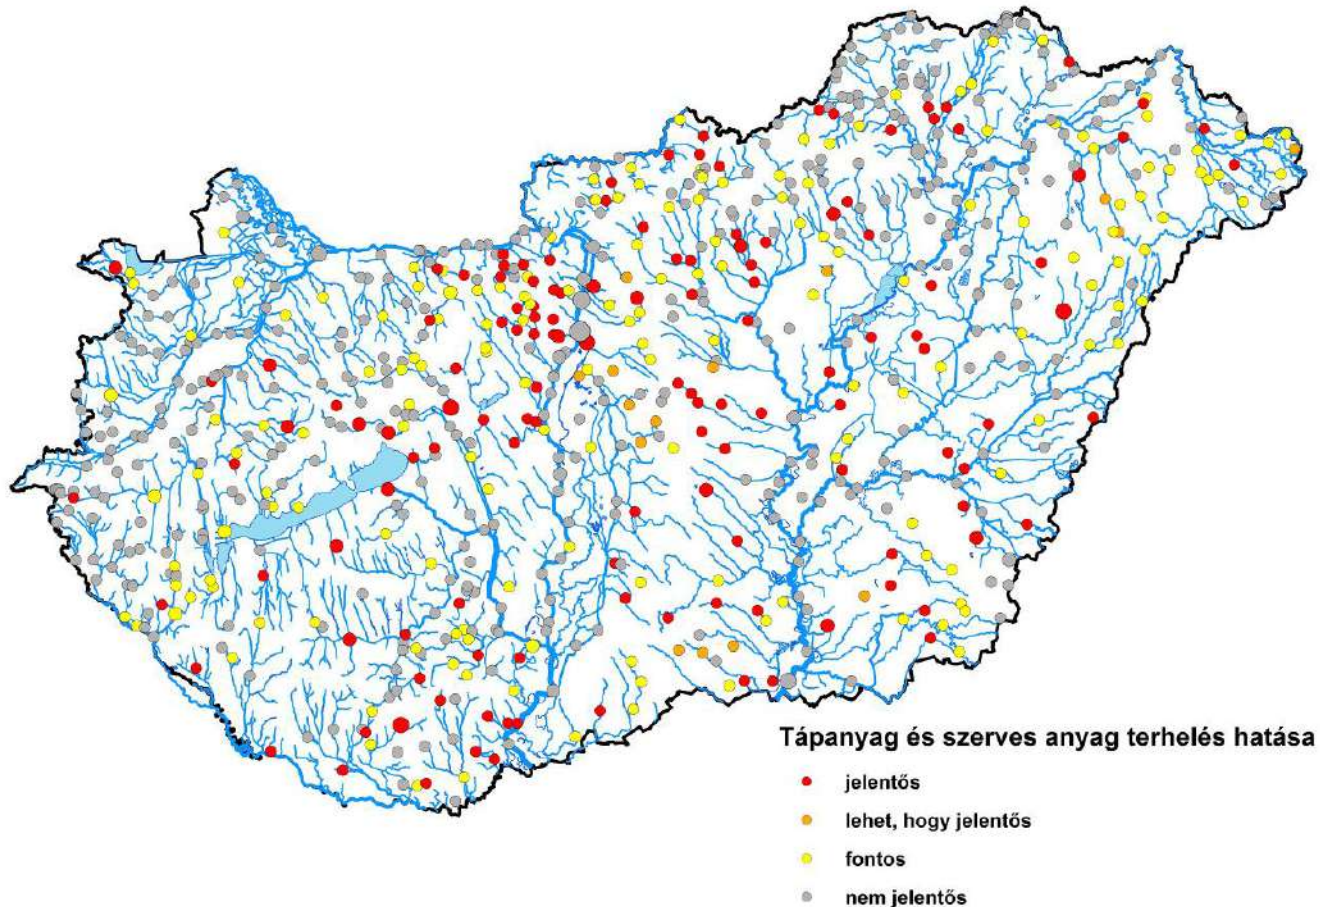 Tápanyag és szerves anyag terhelés hatása
jelentős
lehet, hogy jelentős
fontos
nem jelentős